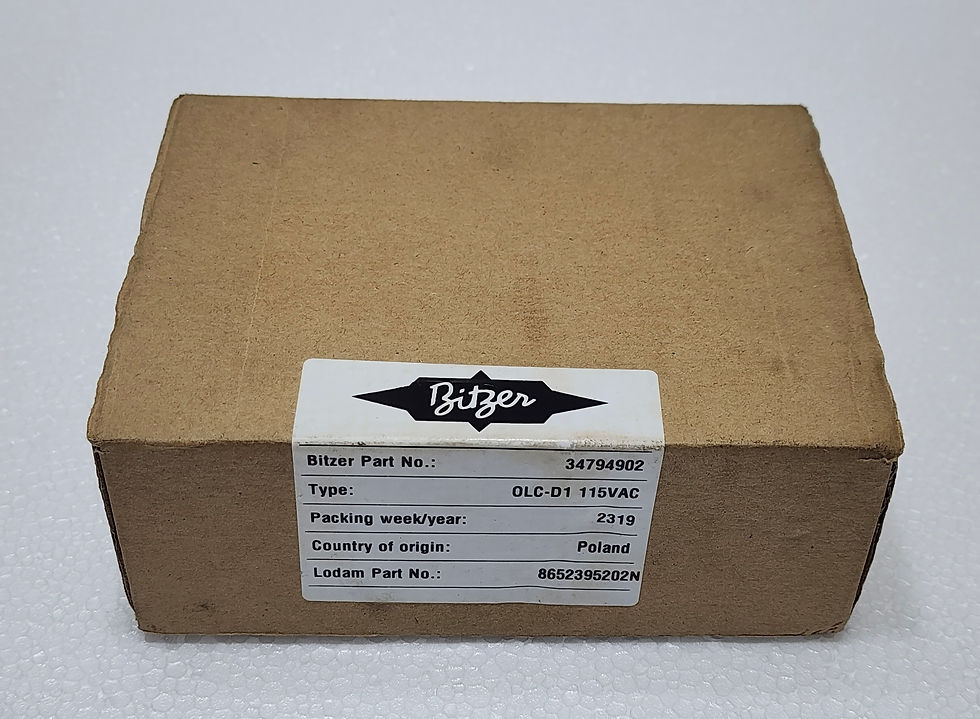 Bitzer
Bitzer Part No.: 34794902
Type: OLC-D1 115VAC
Packing week/year: 2319
Country of origin: Poland
Lodam Part No.: 8652395202N